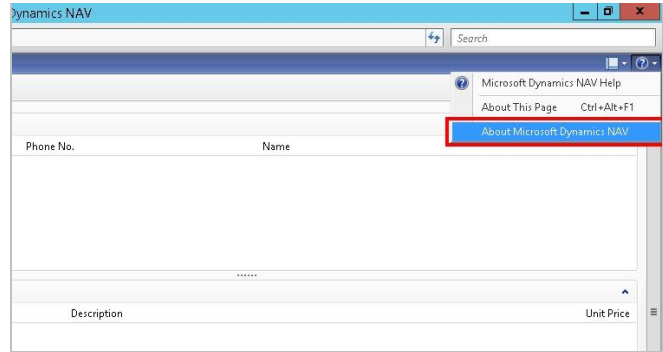 Dynamics NAV
Search
Microsoft Dynamics NAV Help
About This Page Ctrl+Alt+F1
About Microsoft Dynamics NAV
Phone No. Name
Description Unit Price